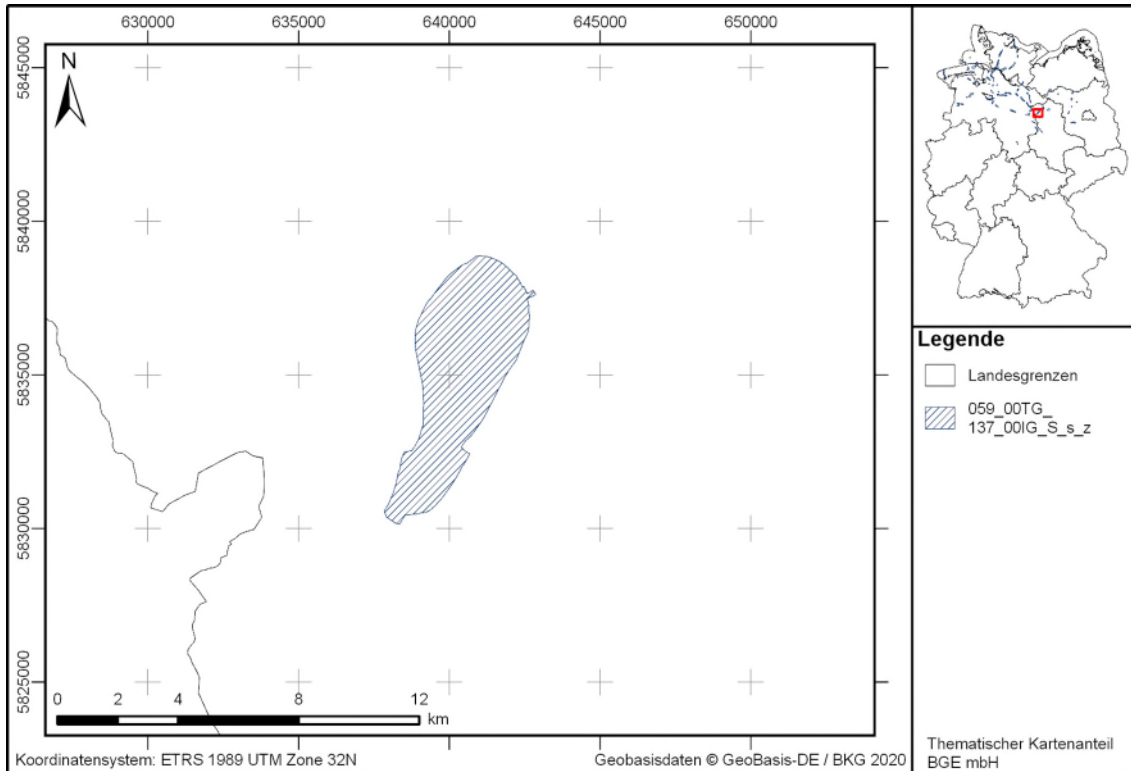 630000 635000 640000 645000 650000
N
5845000
5840000
5835000
5830000
5825000
0 2 4 8 12
km
Koordinatensystem: ETRS 1989 UTM Zone 32N
Geobasisdaten © GeoBasis-DE / BKG 2020
Legende
Landesgrenzen
059_00TG_
137_00IG_S_s_z
Thematischer Kartenanteil
BGE mbH